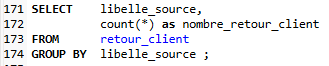 171 SELECT libelle_source,
172 count(*) as nombre_retour_client
173 FROM retour_client
174 GROUP BY libelle_source ;